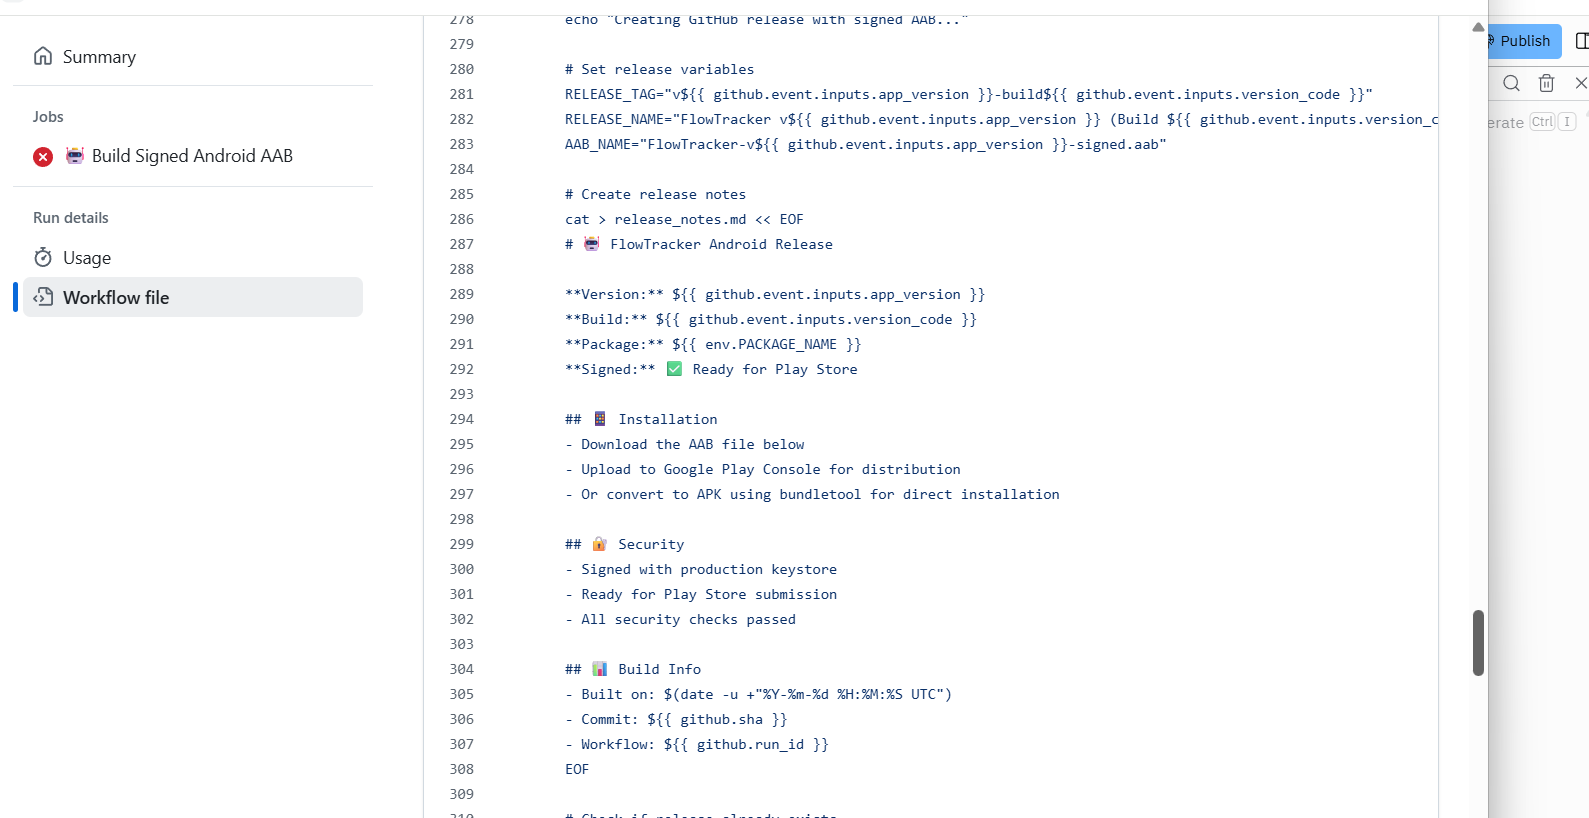 Summary
Jobs
Build Signed Android AAB
Run details
Usage
Workflow file
278 echo "Creating GitHub release with signed AAB..."
279
280 # Set release variables
281 RELEASE_TAG="v${{ github.event.inputs.app_version }}-build${{ github.event.inputs.version_code }}"
282 RELEASE_NAME="FlowTracker v${{ github.event.inputs.app_version }} (Build ${{ github.event.inputs.version_c
283 AAB_NAME="FlowTracker-v${{ github.event.inputs.app_version }}-signed.aab"
284
285 # Create release notes
286 cat > release_notes.md << EOF
287 # 🤖 FlowTracker Android Release
288
289 **Version:** ${{ github.event.inputs.app_version }}
290 **Build:** ${{ github.event.inputs.version_code }}
291 **Package:** ${{ env.PACKAGE_NAME }}
292 **Signed:** ✅ Ready for Play Store
293
294 ## 📱 Installation
295 - Download the AAB file below
296 - Upload to Google Play Console for distribution
297 - Or convert to APK using bundletool for direct installation
298
299 ## 🔐 Security
300 - Signed with production keystore
301 - Ready for Play Store submission
302 - All security checks passed
303
304 ## 📊 Build Info
305 - Built on: $(date -u +"%Y-%m-%d %H:%M:%S UTC")
306 - Commit: ${{ github.sha }}
307 - Workflow: ${{ github.run_id }}
308 EOF
309
310 # Check if release already exists
Publish
erate Ctrl I